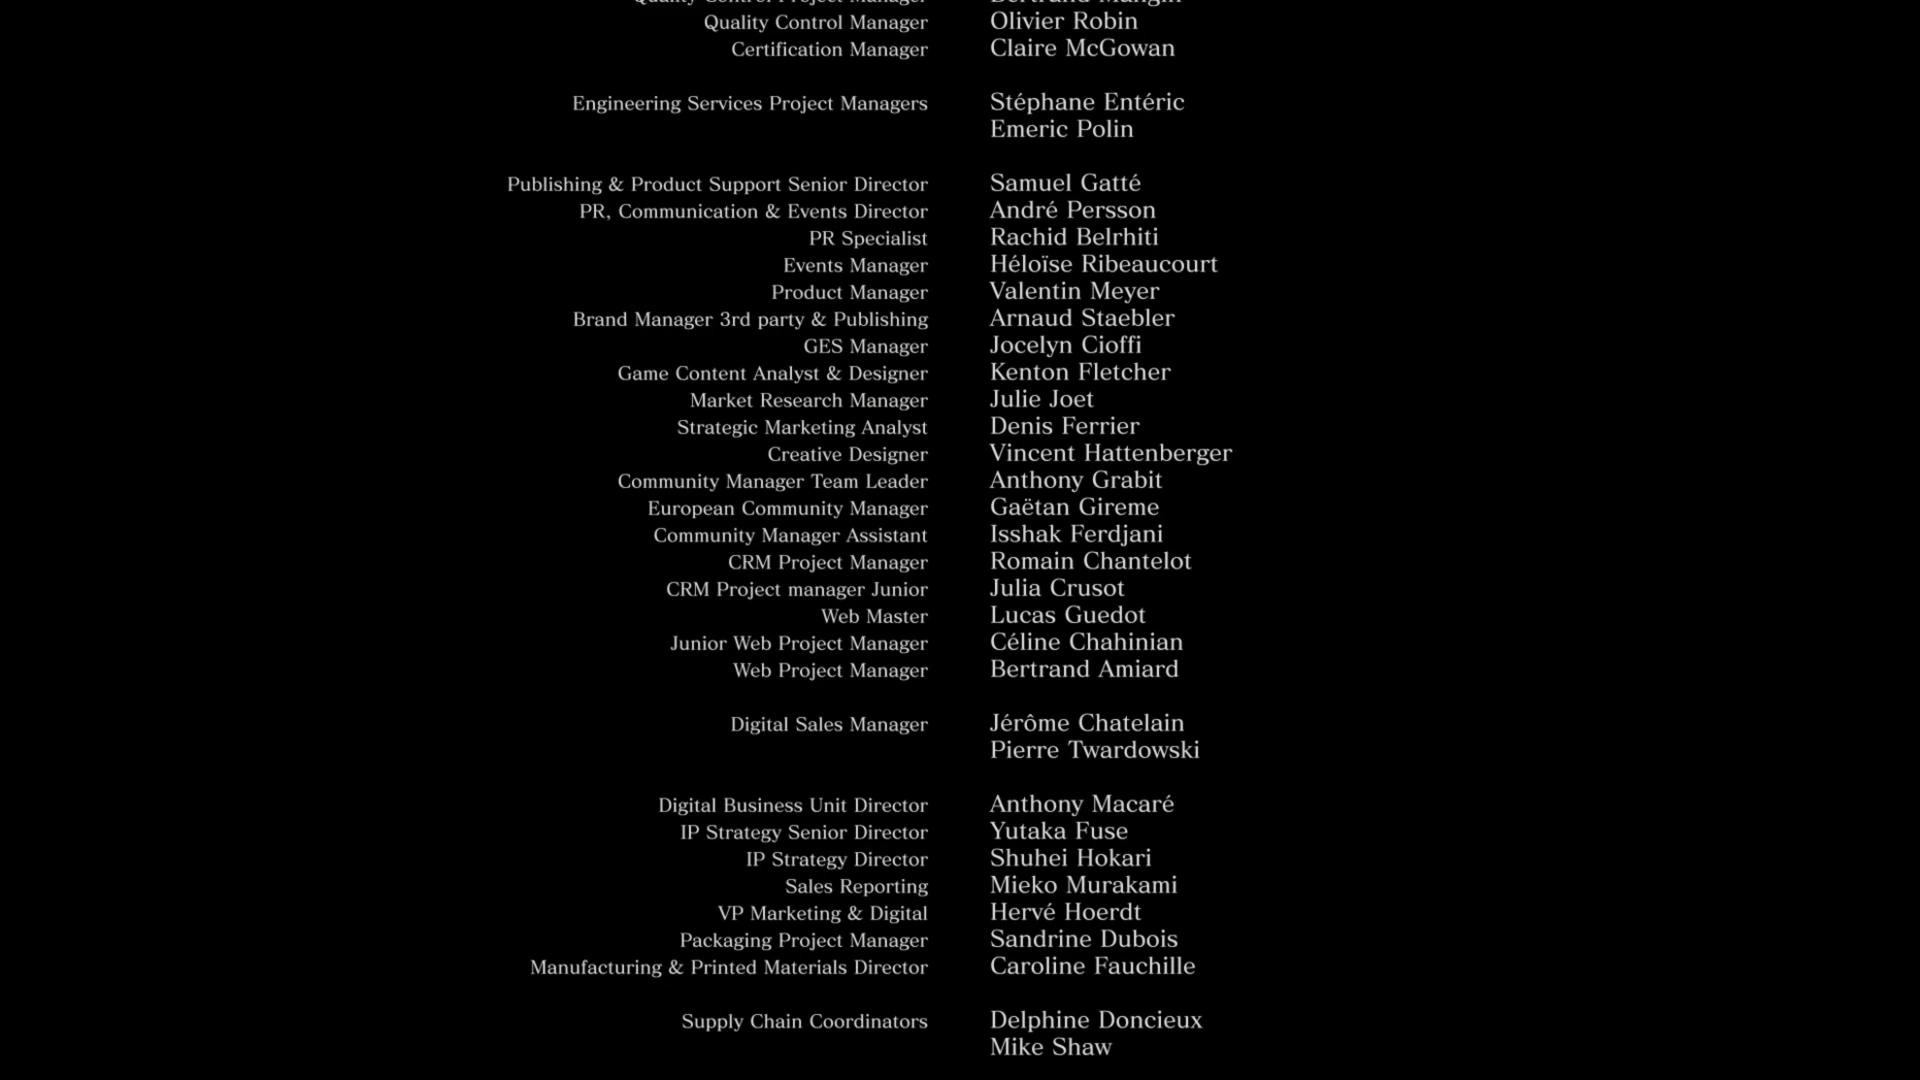 Quality Control Project Manager Bertrand Mangin
Quality Control Manager Olivier Robin
Certification Manager Claire McGowan
Engineering Services Project Managers Stéphane Entéric
Emeric Polin
Publishing & Product Support Senior Director Samuel Gatté
PR, Communication & Events Director André Persson
PR Specialist Rachid Belrhiti
Events Manager Héloïse Ribeaucourt
Product Manager Valentin Meyer
Brand Manager 3rd party & Publishing Arnaud Staebler
GES Manager Jocelyn Cioffi
Game Content Analyst & Designer Kenton Fletcher
Market Research Manager Julie Joet
Strategic Marketing Analyst Denis Ferrier
Creative Designer Vincent Hattenberger
Community Manager Team Leader Anthony Grabit
European Community Manager Gaëtan Gireme
Community Manager Assistant Isshak Ferdjani
CRM Project Manager Romain Chantelot
CRM Project manager Junior Julia Crusot
Web Master Lucas Guedot
Junior Web Project Manager Céline Chahinian
Web Project Manager Bertrand Amiard
Digital Sales Manager Jérôme Chatelain
Pierre Twardowski
Digital Business Unit Director Anthony Macaré
IP Strategy Senior Director Yutaka Fuse
IP Strategy Director Shuhei Hokari
Sales Reporting Mieko Murakami
VP Marketing & Digital Hervé Hoerdt
Packaging Project Manager Sandrine Dubois
Manufacturing & Printed Materials Director Caroline Fauchille
Supply Chain Coordinators Delphine Doncieux
Mike Shaw